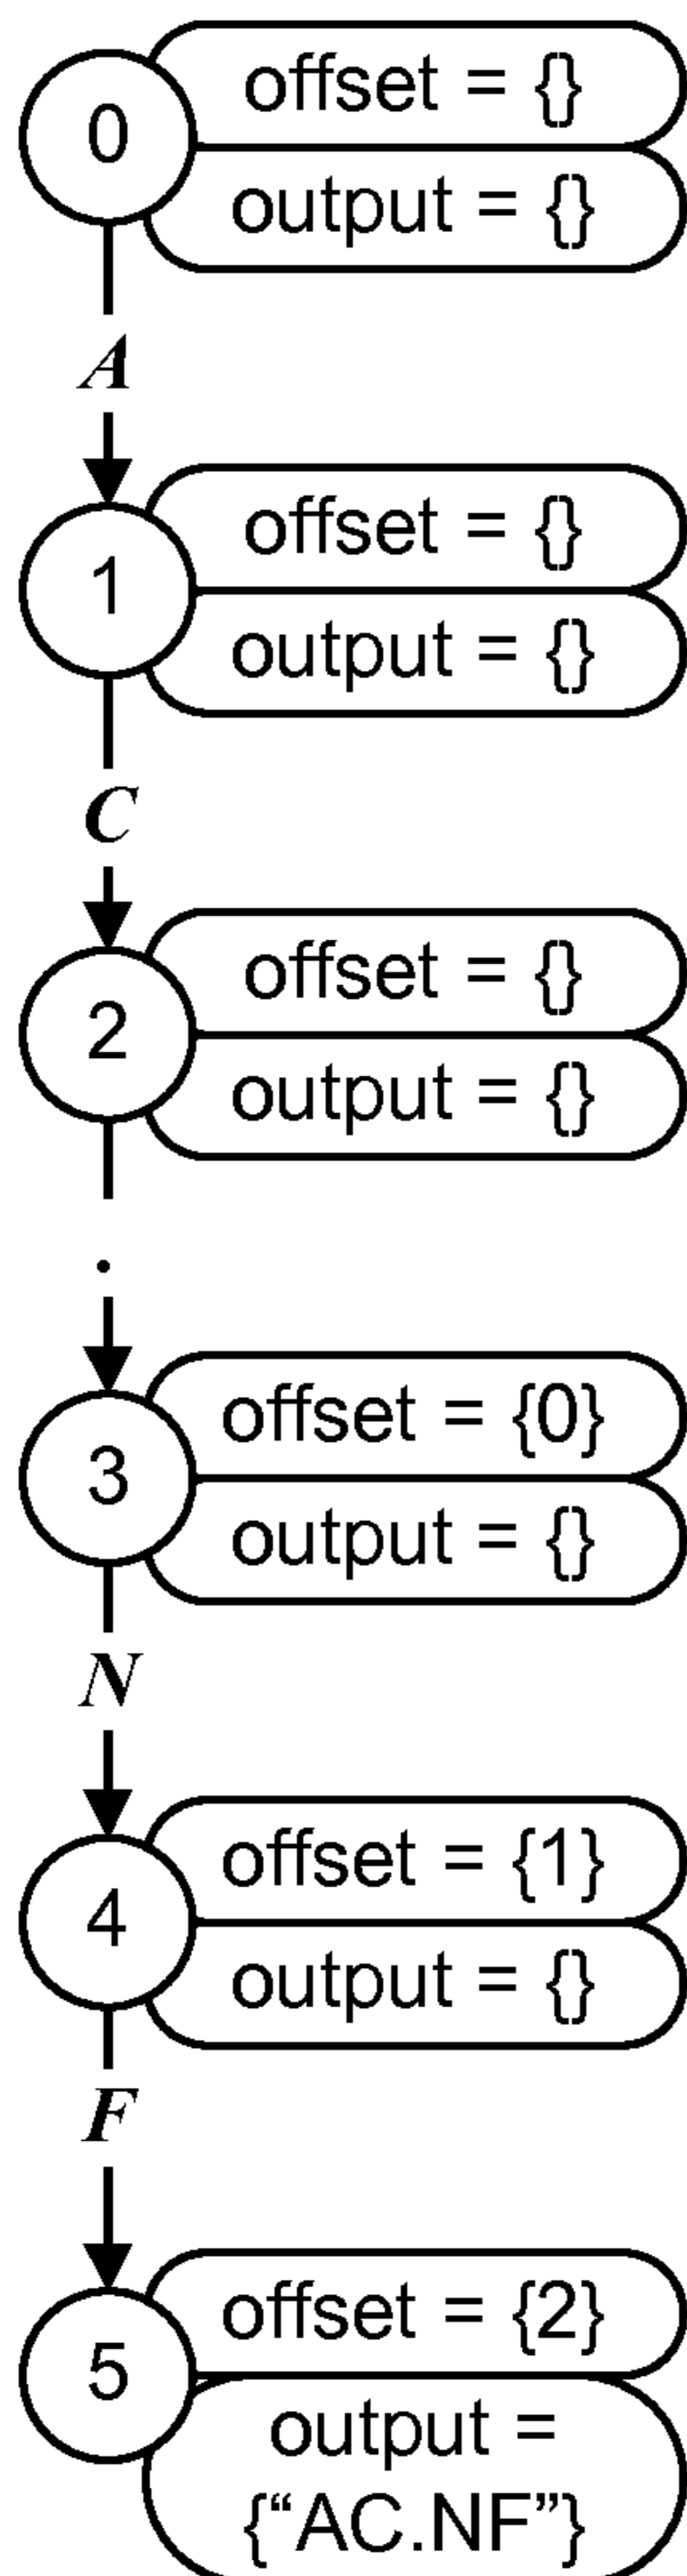 0
offset = {}
output = {}
A
1
offset = {}
output = {}
C
2
offset = {}
output = {}
.
3
offset = {0}
output = {}
N
4
offset = {1}
output = {}
F
5
offset = {2}
output =
{“AC.NF”}